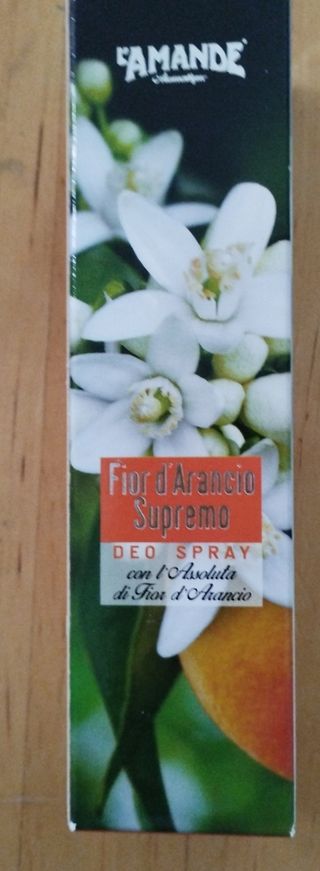 L'AMANDE
Fior d'Arancio
Supremo
DEO SPRAY
con l'Assoluta
di Fior d'Arancio